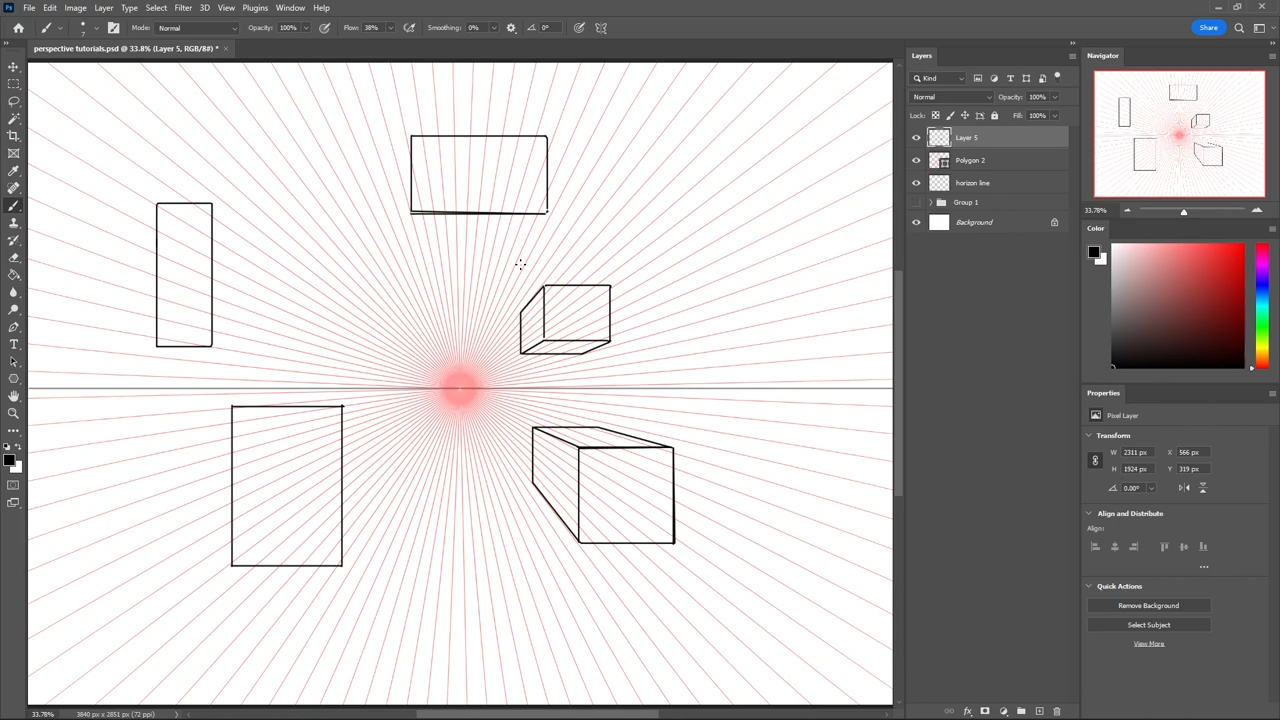 File Edit Image Layer Type Select Filter 3D View Plugins Window Help
7 Mode: Normal Opacity: 100% Flow: 38% Smoothing: 0% 0° Share
perspective tutorials.psd @ 33.8% (Layer 5, RGB/8#) * ×
Layers
Kind
Normal Opacity: 100%
Lock: Fill: 100%
Layer 5
Polygon 2
horizon line
Group 1
Background
Navigator
33.78%
Color
Properties
Pixel Layer
Transform
W 2311 px X 566 px
H 1924 px Y 319 px
0.00°
Align and Distribute
Align:
Quick Actions
Remove Background
Select Subject
View More
33.78% 3840 px x 2851 px (72 ppi)